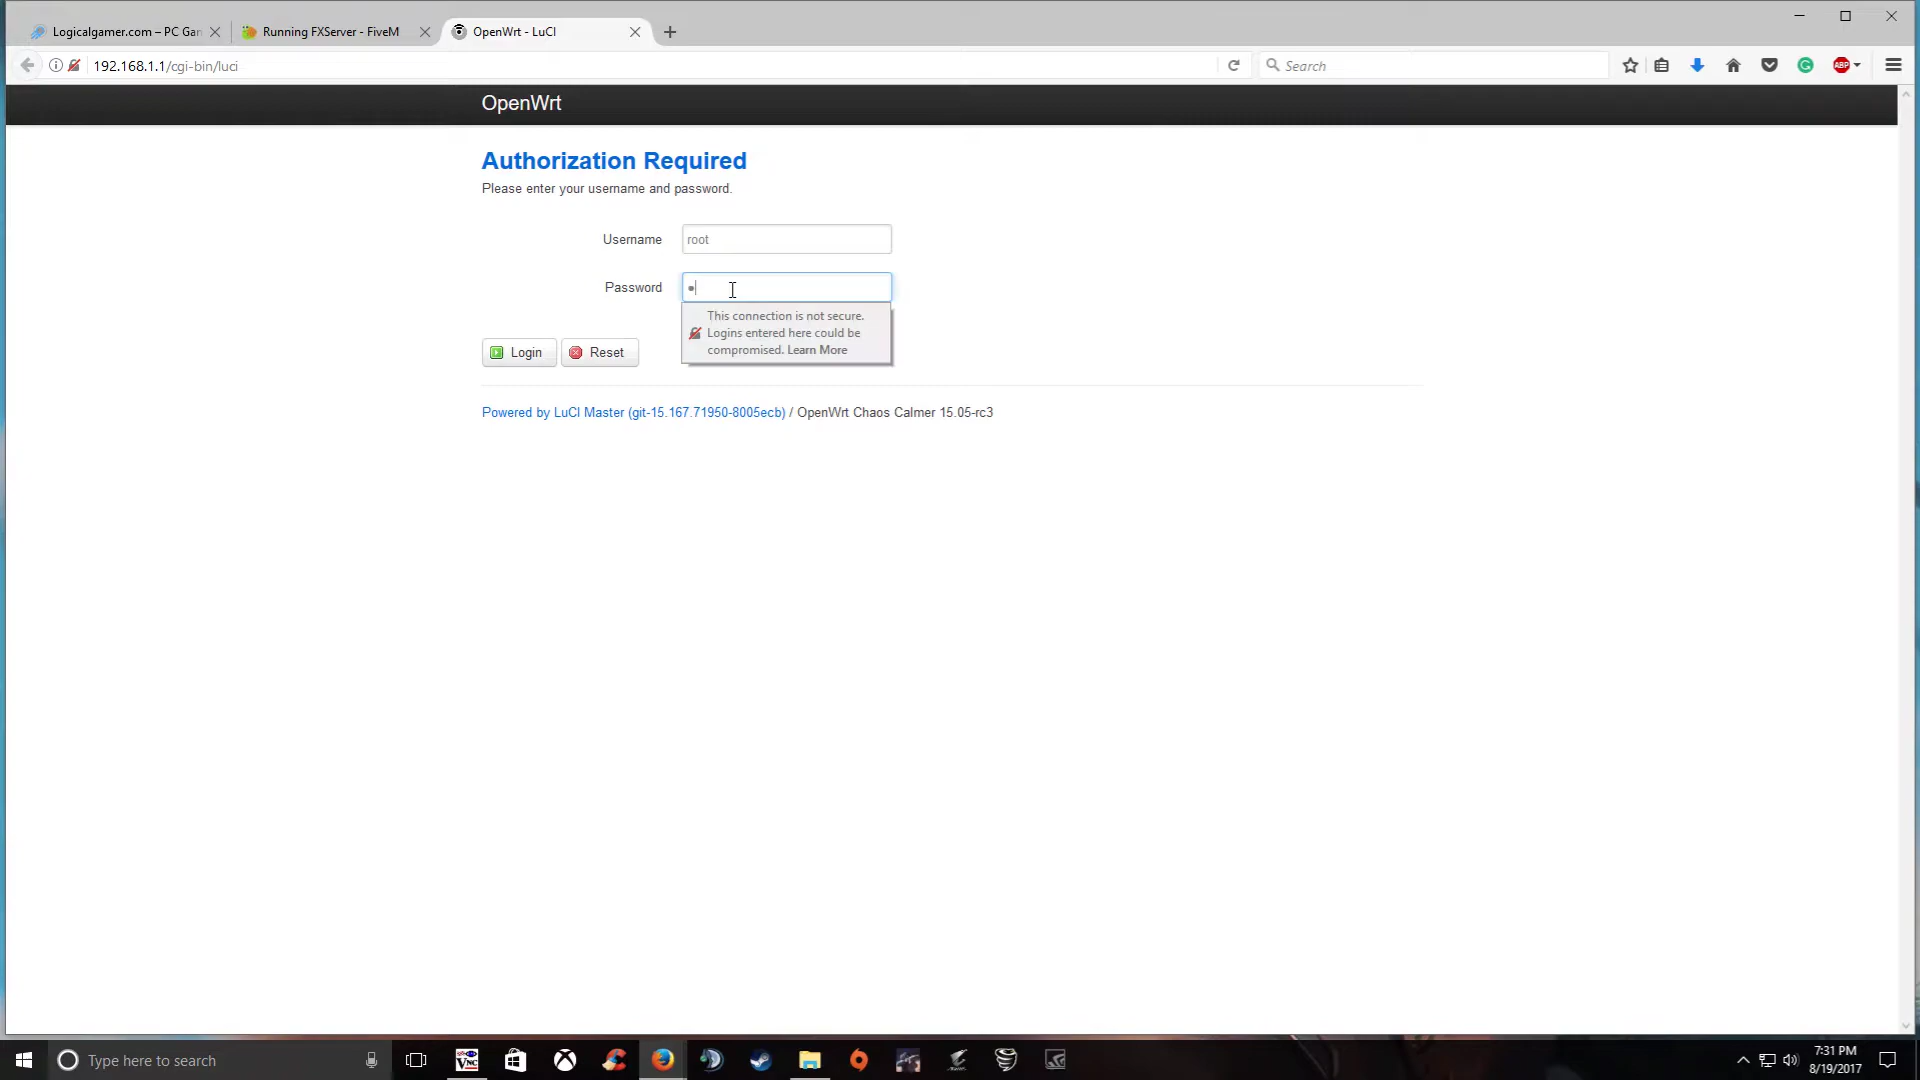 Logicalgamer.com – PC Gan
Running FXServer - FiveM
OpenWrt - LuCI
192.168.1.1/cgi-bin/luci
Search
ABP
OpenWrt
Authorization Required
Please enter your username and password.
Username
root
Password
This connection is not secure.
Logins entered here could be
compromised. Learn More
Login
Reset
Powered by LuCI Master (git-15.167.71950-8005ecb) / OpenWrt Chaos Calmer 15.05-rc3
Type here to search
VNC
7:31 PM
8/19/2017